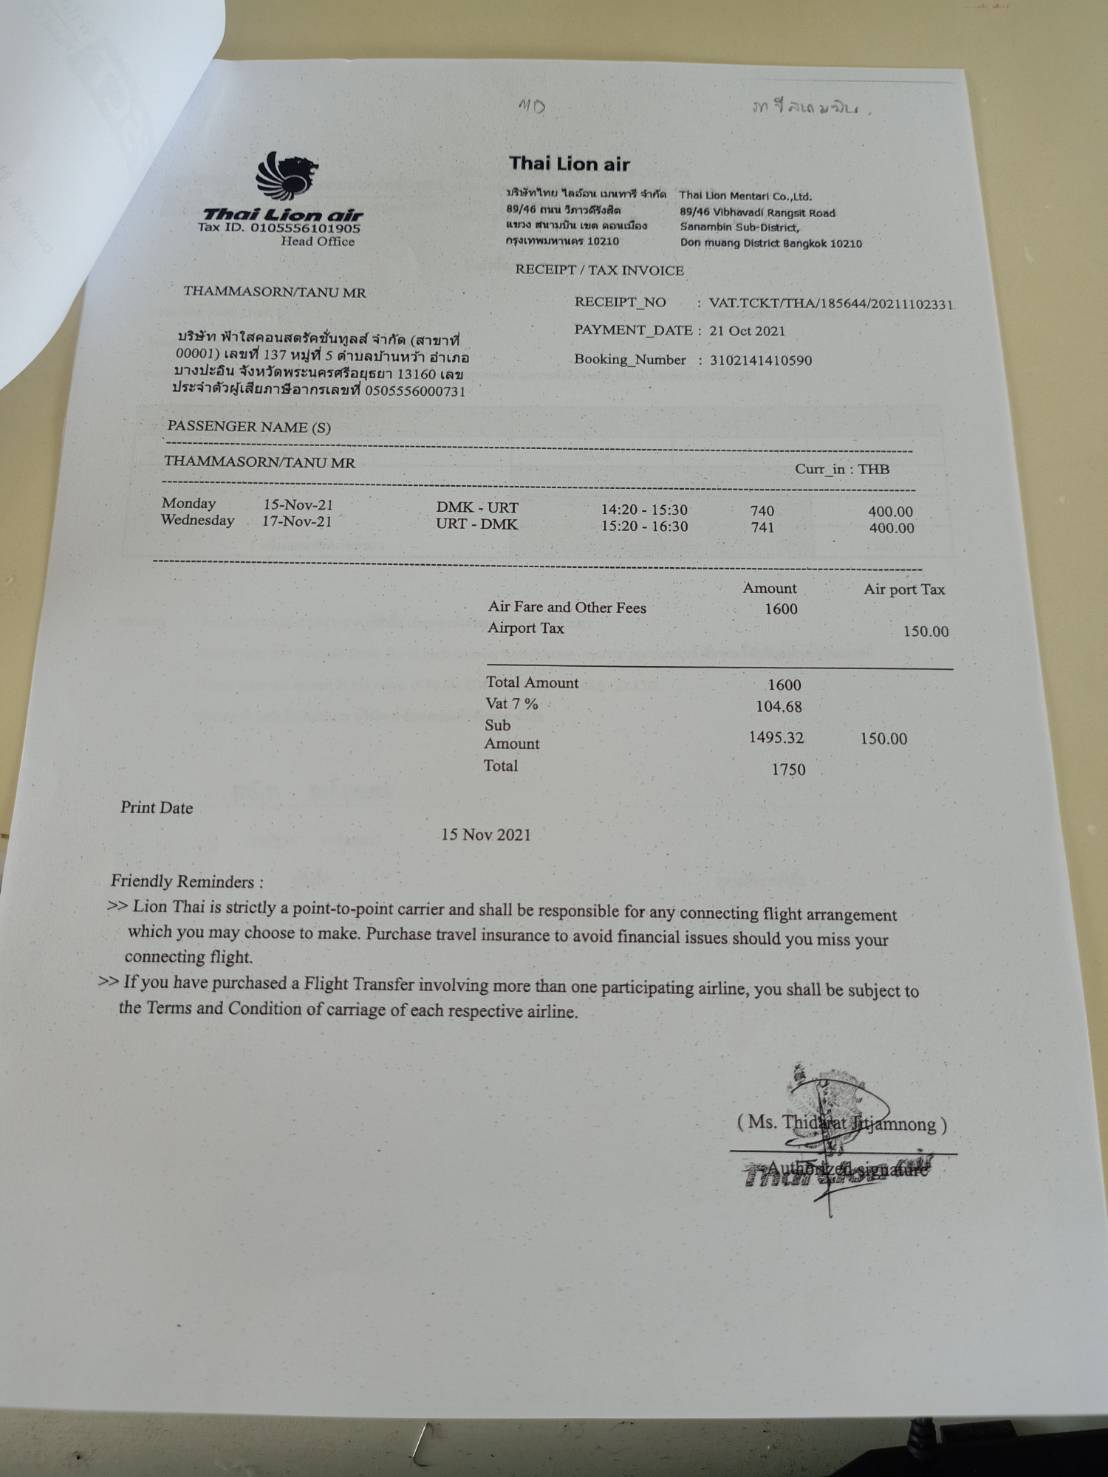 Thai Lion air
Tax ID. 0105556101905
Head Office
Thai Lion air
บริษัทไทย ไลอ้อน เมนทารี จำกัด
89/46 ถนน วิภาวดีรังสิต
แขวง สนามบิน เขต ดอนเมือง
กรุงเทพมหานคร 10210
Thai Lion Mentari Co.,Ltd.
89/46 Vibhavadi Rangsit Road
Sanambin Sub-District,
Don muang District Bangkok 10210
RECEIPT / TAX INVOICE
THAMMASORN/TANU MR
RECEIPT_NO : VAT.TCKT/THA/185644/20211102331
PAYMENT_DATE : 21 Oct 2021
Booking_Number : 3102141410590
บริษัท ฟ้าใสคอนสตรัคชั่นทูลส์ จำกัด (สาขาที่
00001) เลขที่ 137 หมู่ที่ 5 ตำบลบ้านหว้า อำเภอ
บางปะอิน จังหวัดพระนครศรีอยุธยา 13160 เลข
ประจำตัวผู้เสียภาษีอากรเลขที่ 0505556000731
PASSENGER NAME (S)
THAMMASORN/TANU MR Curr_in : THB
Monday 15-Nov-21 DMK - URT 14:20 - 15:30 740 400.00
Wednesday 17-Nov-21 URT - DMK 15:20 - 16:30 741 400.00
Amount Air port Tax
Air Fare and Other Fees 1600
Airport Tax 150.00
Total Amount 1600
Vat 7 % 104.68
Sub
Amount 1495.32 150.00
Total 1750
Print Date
15 Nov 2021
Friendly Reminders :
>> Lion Thai is strictly a point-to-point carrier and shall be responsible for any connecting flight arrangement
which you may choose to make. Purchase travel insurance to avoid financial issues should you miss your
connecting flight.
>> If you have purchased a Flight Transfer involving more than one participating airline, you shall be subject to
the Terms and Condition of carriage of each respective airline.
( Ms. Thidarat Jitjamnong )
Authorized signature
Thai Lion air